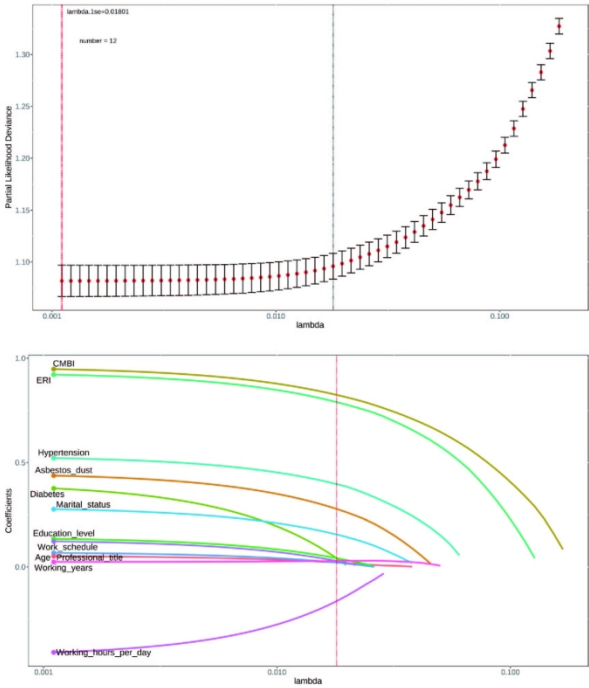 lambda.1se=0.01801
number = 12
1.30
1.25
1.20
1.15
1.10
Partial Likelihood Deviance
0.001
0.010
0.100
lambda
1.0
CMBI
ERI
Hypertension
0.5
Asbestos_dust
Diabetes
Marital_status
Education_level
Work_schedule
Age
Professional_title
0.0
Working_years
Working_hours_per_day
Coefficients
0.001
0.010
0.100
lambda